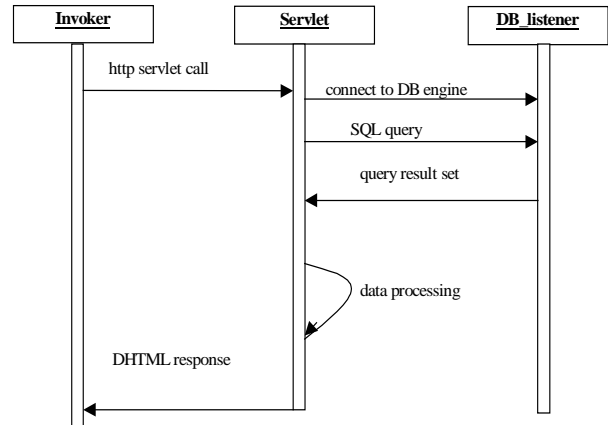 Invoker
Servlet
DB_listener
http servlet call
connect to DB engine
SQL query
query result set
data processing
DHTML response